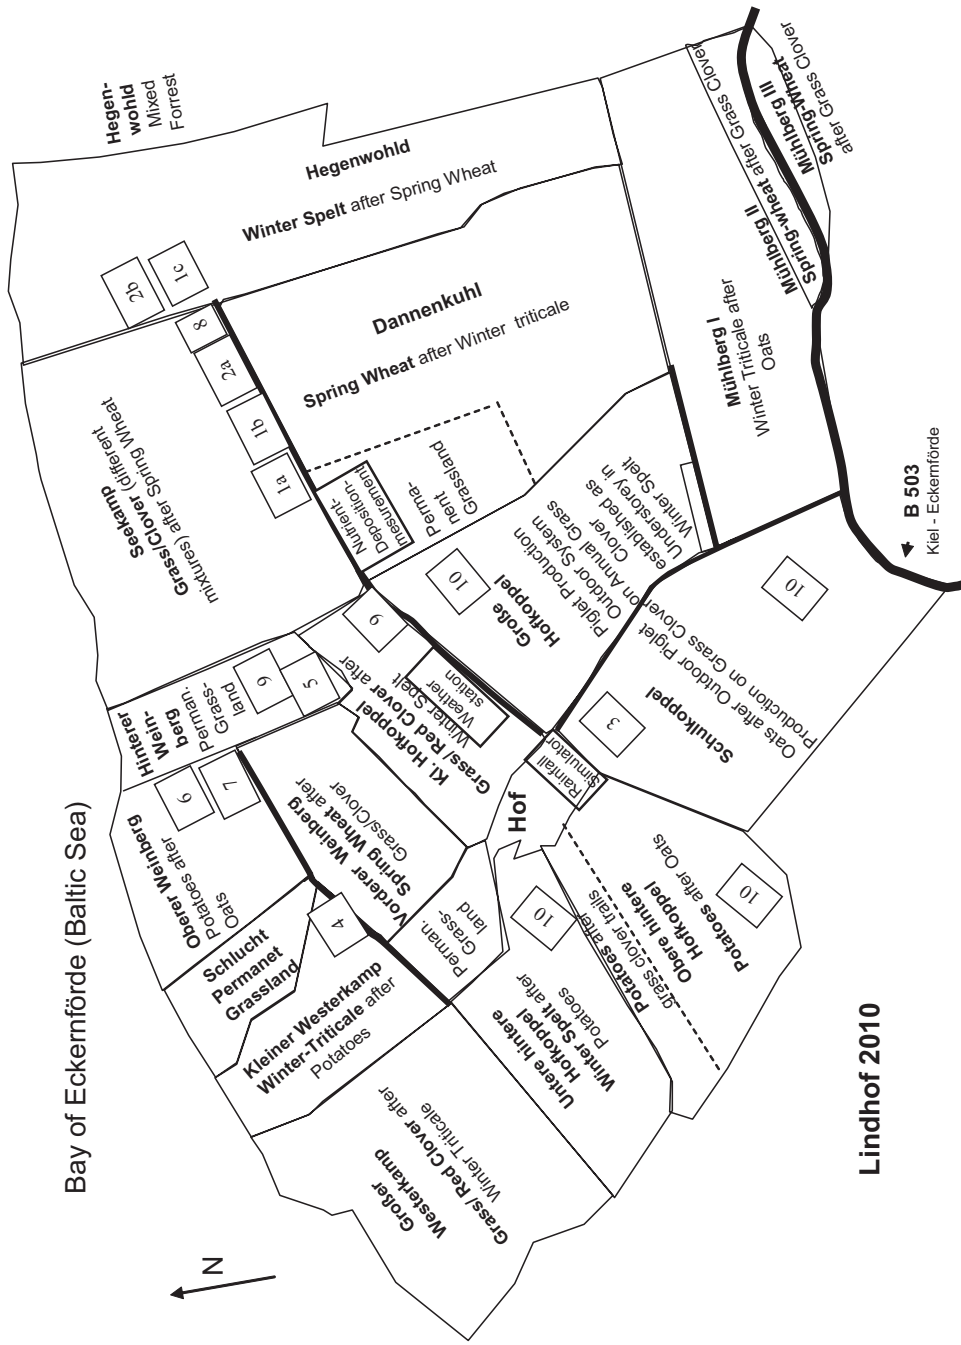 Bay of Eckernförde (Baltic Sea)
N
Hegen-
wohld
Mixed
Forrest
Hegenwohld
Winter Spelt after Spring Wheat
2b
1c
8
2a
1b
1a
Seekamp
Grass/Clover (different
mixtures) after Spring Wheat
Dannenkuhl
Spring Wheat after Winter triticale
Nutrient-
Deposition-
mesurement
Perma-
nent
Grassland
Mühlberg I
Winter Triticale after
Oats
Mühlberg II
Spring-wheat after Grass Clover
Mühlberg III
Spring-Wheat
after Grass Clover
B 503
Kiel - Eckernförde
Große
Hofkoppel
Piglet Production
Outdoor System
on Annual Grass
Clover
established as
Understorey in
Winter Spelt
10
Schulkoppel
Oats after Outdoor Piglet
Production on Grass Clover
10
3
Hinterer
Wein-
berg
Perman.
Grass-
land
9
5
9
Kl. Hofkoppel
Grass/ Red Clover after
Winter Spelt
Weather
station
Rainfall
Simulator
Hof
Oberer Weinberg
Potatoes after
Oats
6
7
Vorderer Weinberg
Spring Wheat after
Grass/Clover
Schlucht
Permanet
Grassland
4
Perman.
Grass-
land
Kleiner Westerkamp
Winter-Triticale after
Potatoes
Großer
Westerkamp
Grass/ Red Clover after
Winter Triticale
Untere hintere
Hofkoppel
Winter Spelt after
Potatoes
10
Potatoes after
grass clover trails
Obere hintere
Hofkoppel
Potatoes after Oats
10
Lindhof 2010